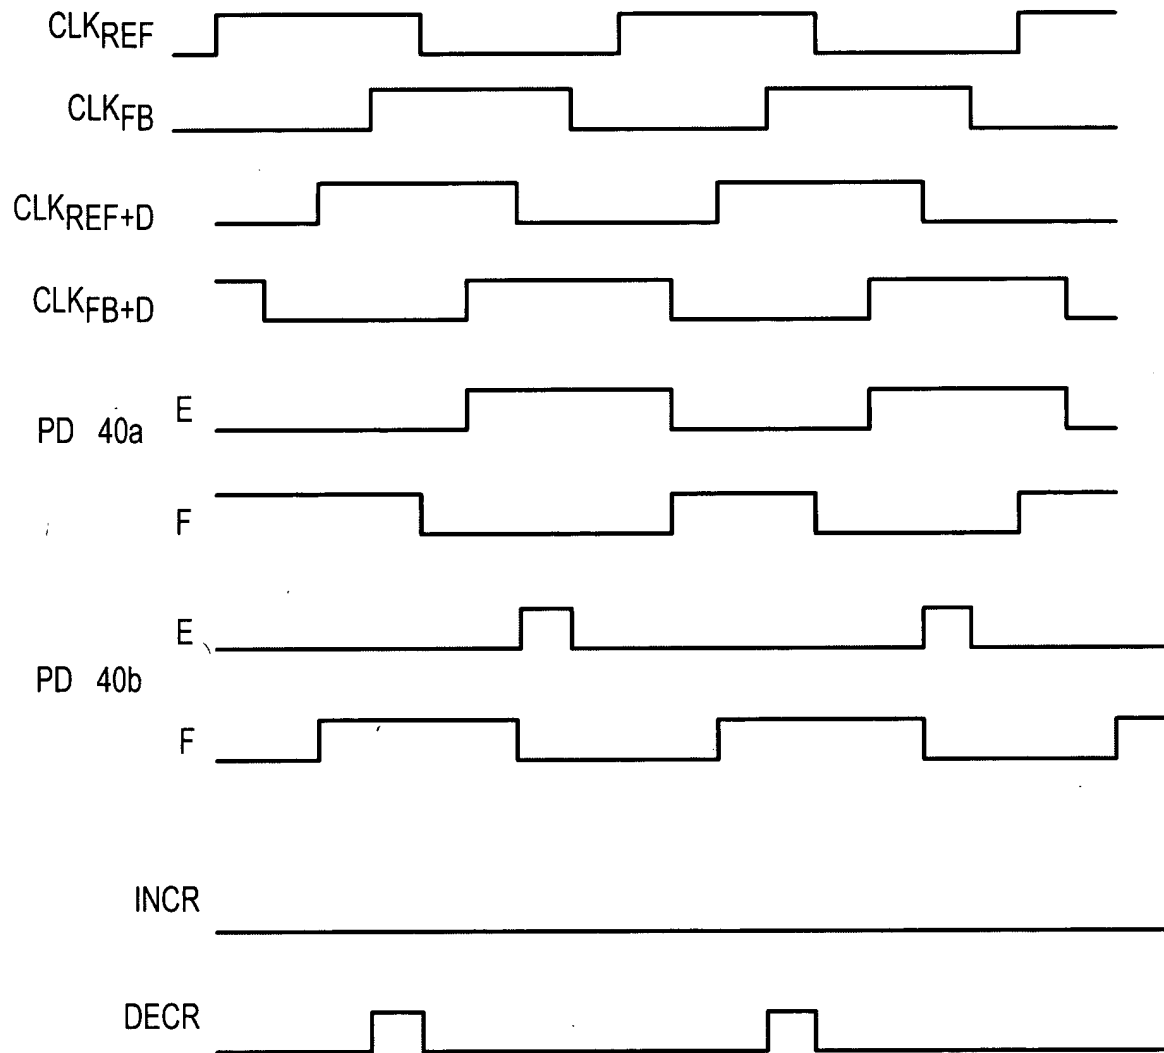 CLKREF
CLKFB
CLKREF+D
CLKFB+D
PD 40a
E
F
PD 40b
E
F
INCR
DECR